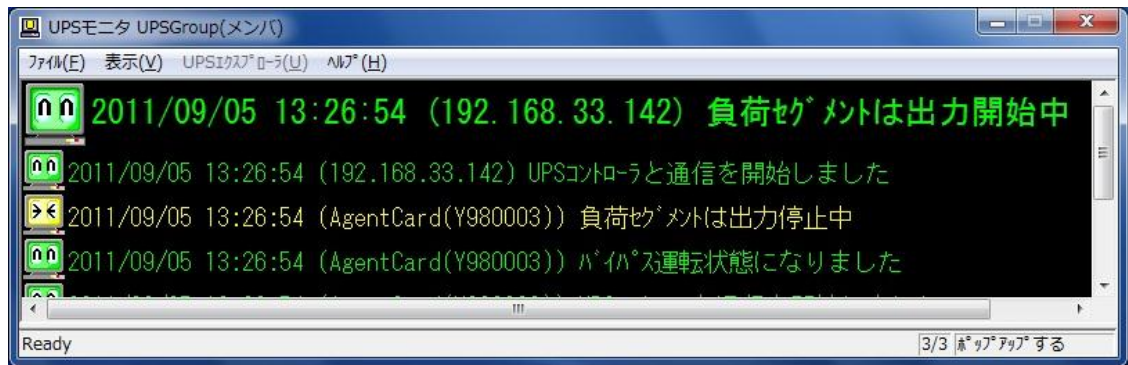 UPSモニタ UPSGroup(メンバ)
ﾌｧｲﾙ(F) 表示(V) UPSｴｸｽﾌﾟﾛｰﾗ(U) ﾍﾙﾌﾟ(H)
2011/09/05 13:26:54 (192.168.33.142) 負荷ｾｸﾞﾒﾝﾄは出力開始中
2011/09/05 13:26:54 (192.168.33.142) UPSｺﾝﾄﾛｰﾗと通信を開始しました
2011/09/05 13:26:54 (AgentCard(Y980003)) 負荷ｾｸﾞﾒﾝﾄは出力停止中
2011/09/05 13:26:54 (AgentCard(Y980003)) ﾊﾞｲﾊﾟｽ運転状態になりました
Ready
3/3 ﾎﾟｯﾌﾟｱｯﾌﾟする